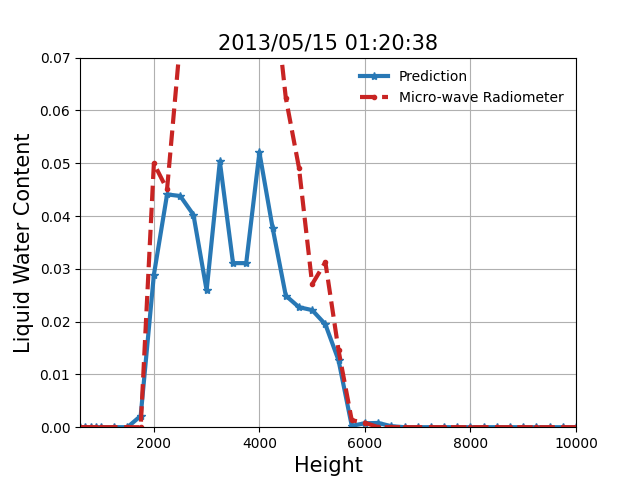 2013/05/15 01:20:38
Prediction
Micro-wave Radiometer
Liquid Water Content
0.07
0.06
0.05
0.04
0.03
0.02
0.01
0.00
2000 4000 6000 8000 10000
Height